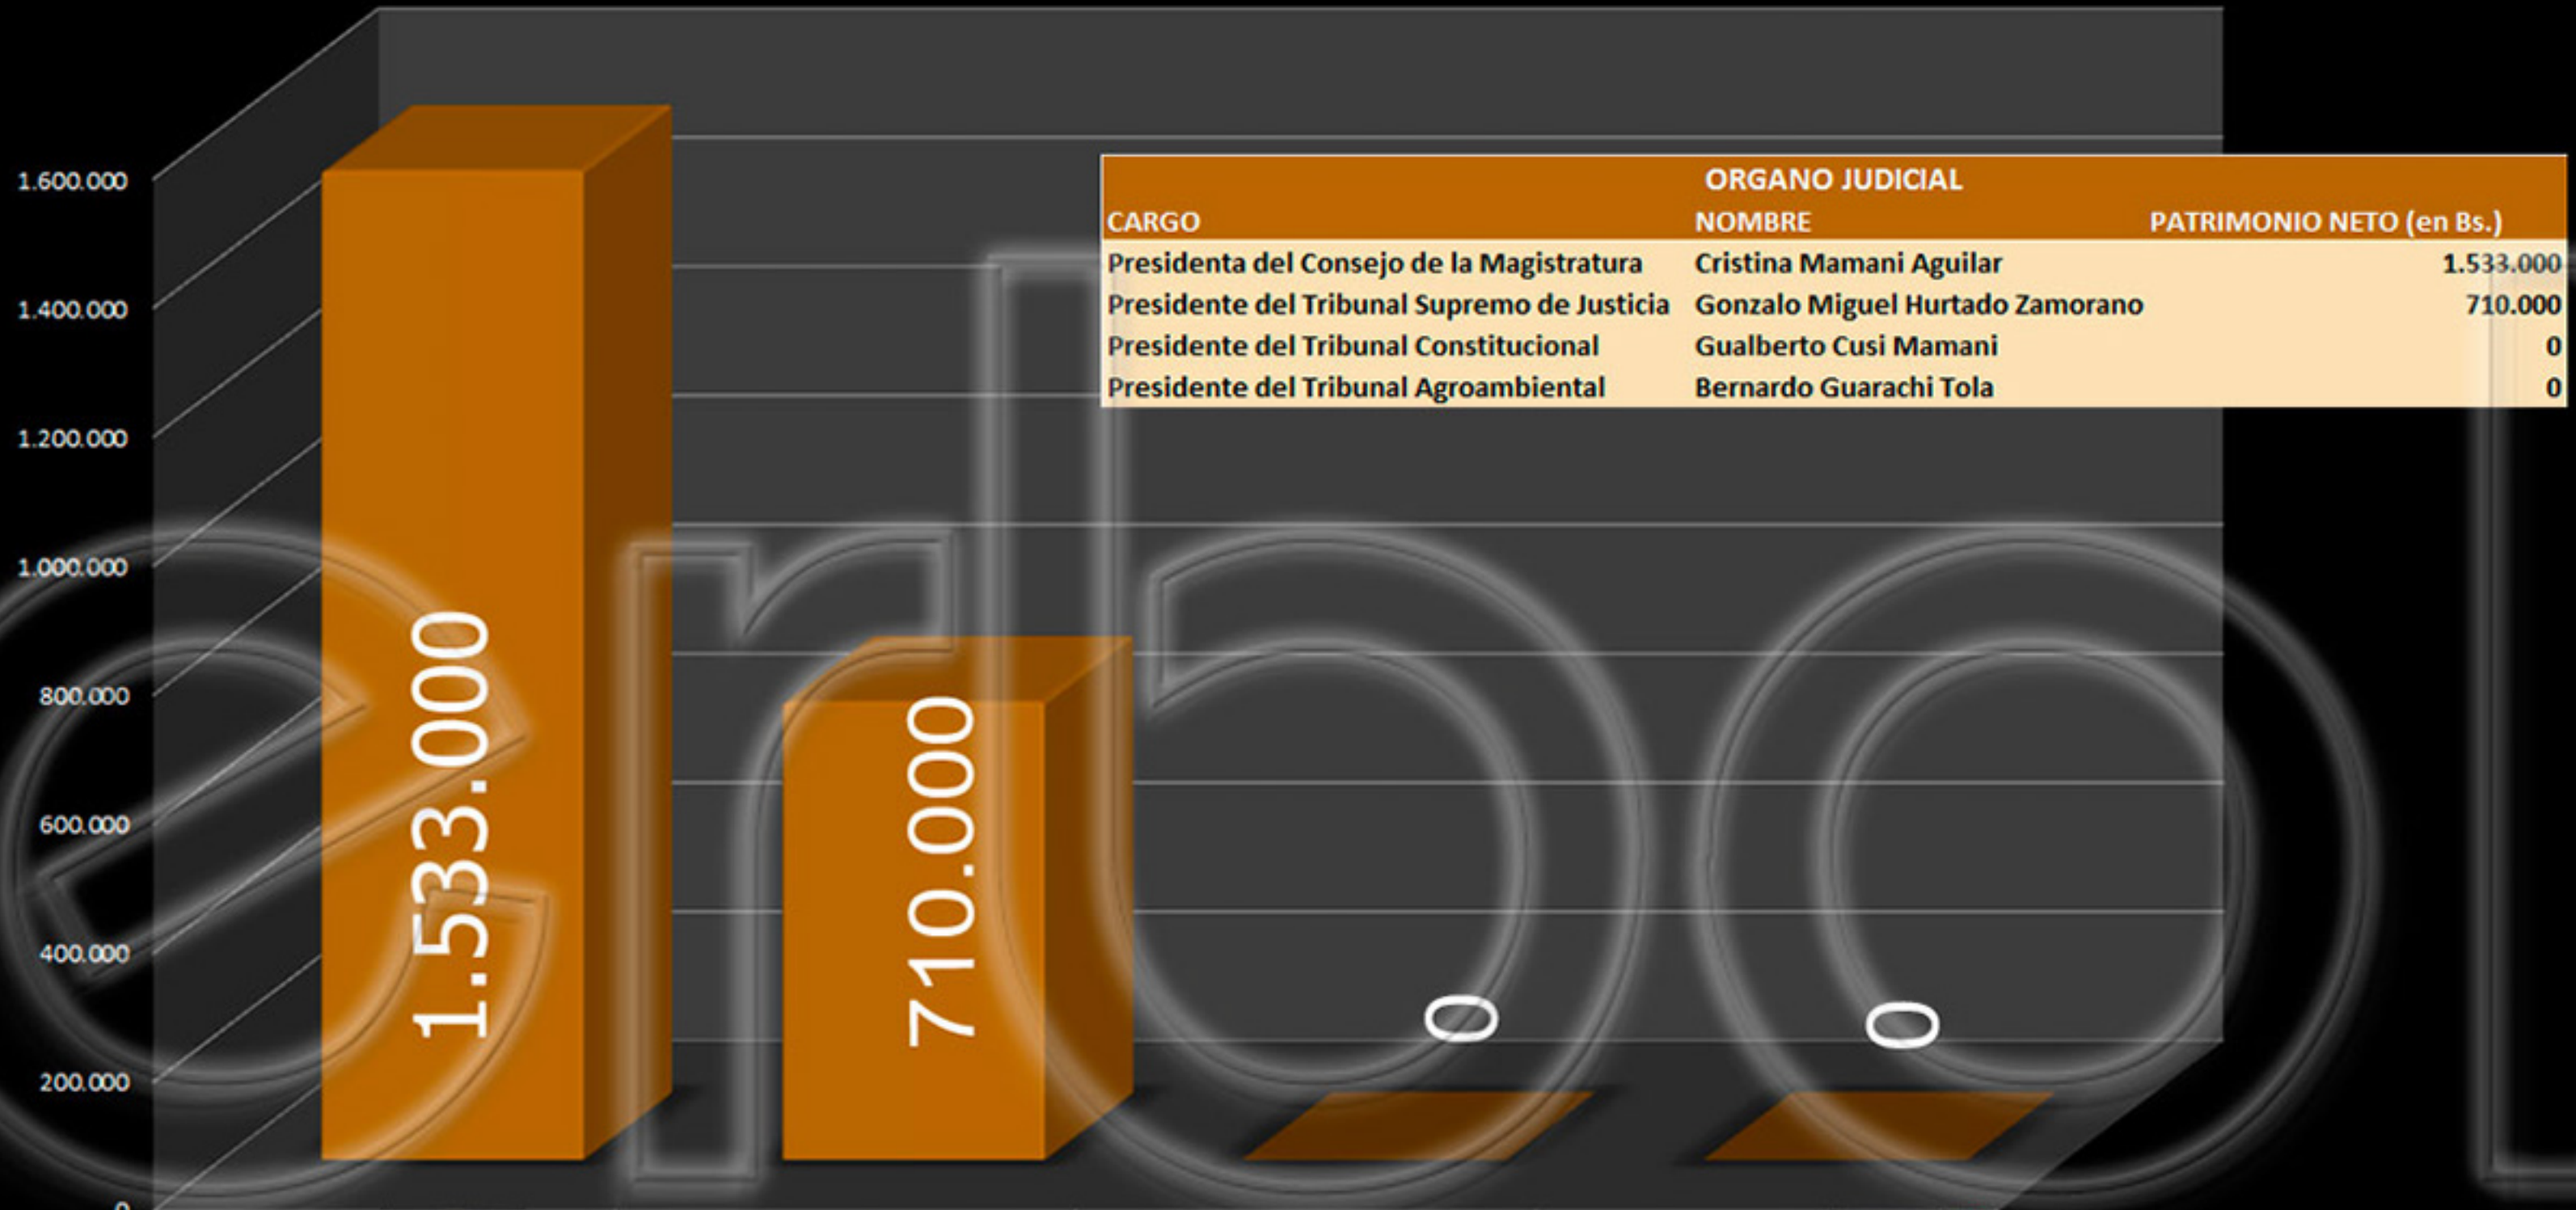 1.600.000
1.400.000
1.200.000
1.000.000
800.000
600.000
400.000
200.000
0
1.533.000
710.000
0
0
ORGANO JUDICIAL
CARGO NOMBRE PATRIMONIO NETO (en Bs.)
Presidenta del Consejo de la Magistratura Cristina Mamani Aguilar 1.533.000
Presidente del Tribunal Supremo de Justicia Gonzalo Miguel Hurtado Zamorano 710.000
Presidente del Tribunal Constitucional Gualberto Cusi Mamani 0
Presidente del Tribunal Agroambiental Bernardo Guarachi Tola 0
erbol